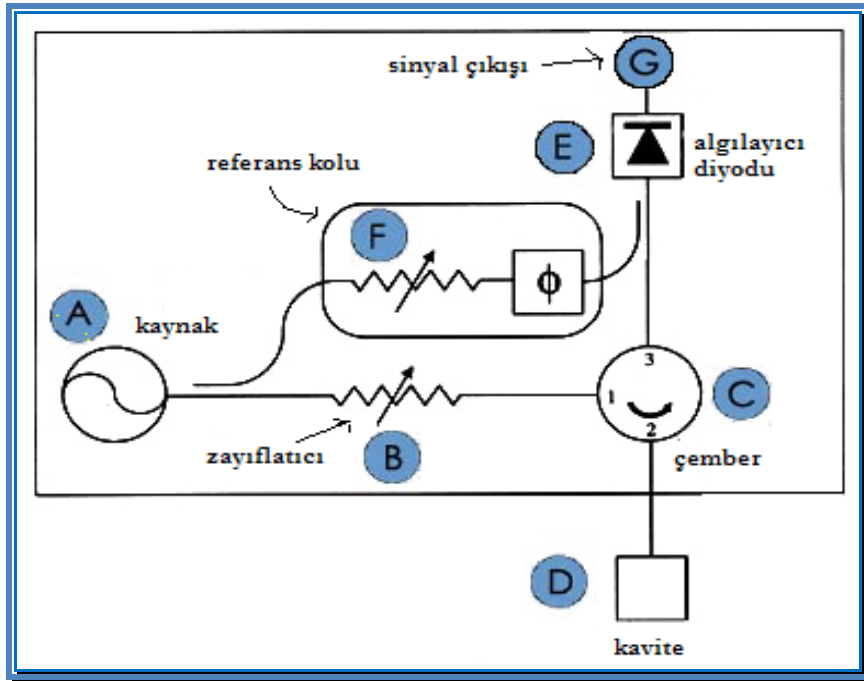 sinyal çıkışı
G
E
algılayıcı
diyodu
referans kolu
F
ϕ
A
kaynak
3
1
2
C
zayıflatıcı
B
çember
D
kavite